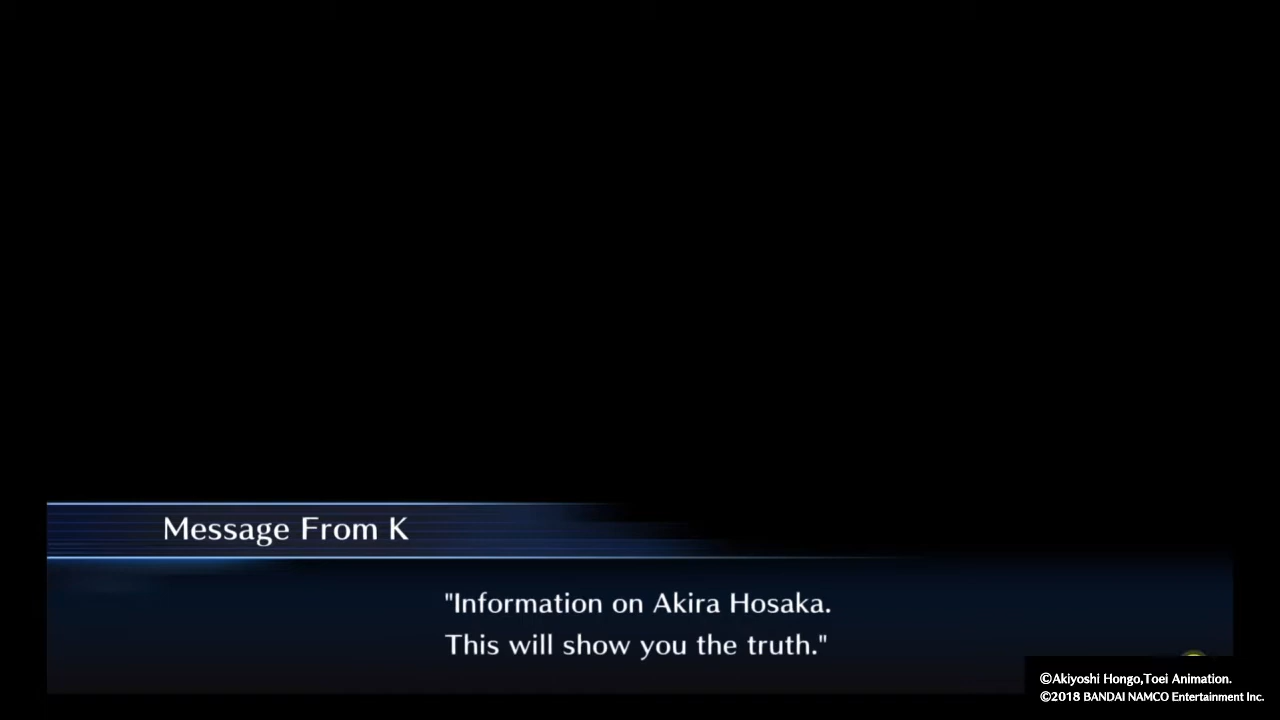 Message From K
"Information on Akira Hosaka.
This will show you the truth."
©Akiyoshi Hongo,Toei Animation.
©2018 BANDAI NAMCO Entertainment Inc.